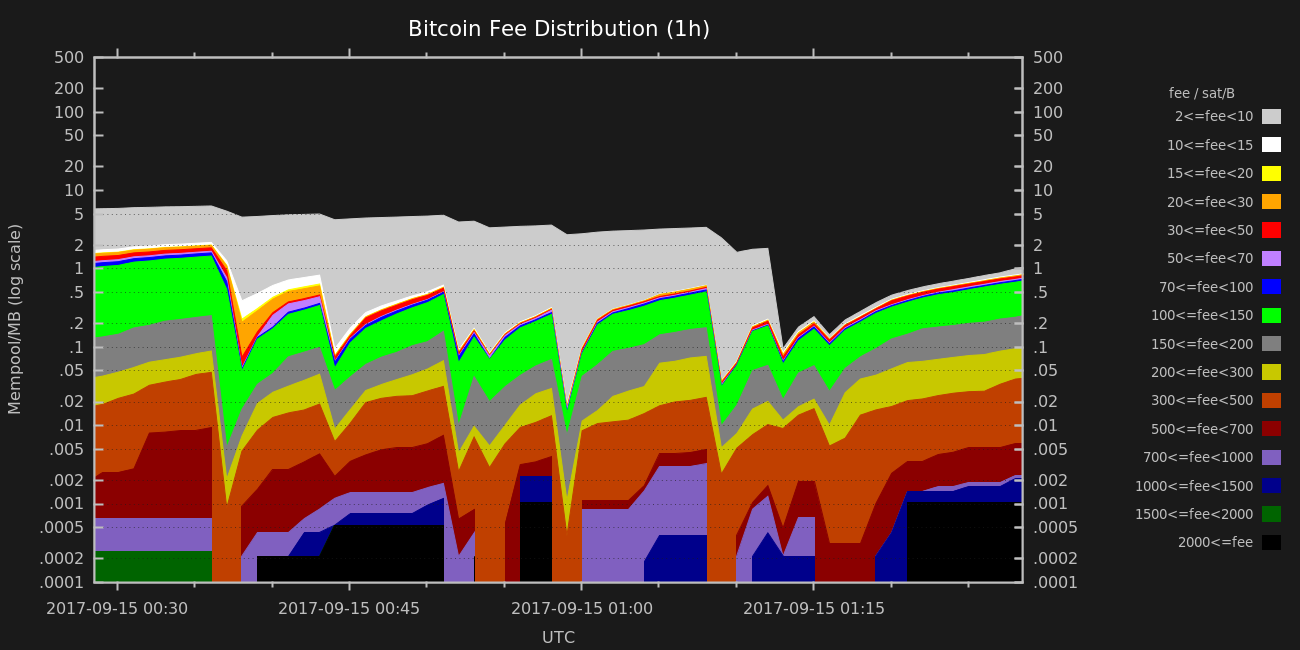 Bitcoin Fee Distribution (1h)
Mempool/MB (log scale)
500
200
100
50
20
10
5
2
1
.5
.2
.1
.05
.02
.01
.005
.002
.001
.0005
.0002
.0001
500
200
100
50
20
10
5
2
1
.5
.2
.1
.05
.02
.01
.005
.002
.001
.0005
.0002
.0001
2017-09-15 00:30
2017-09-15 00:45
2017-09-15 01:00
2017-09-15 01:15
UTC
fee / sat/B
2<=fee<10
10<=fee<15
15<=fee<20
20<=fee<30
30<=fee<50
50<=fee<70
70<=fee<100
100<=fee<150
150<=fee<200
200<=fee<300
300<=fee<500
500<=fee<700
700<=fee<1000
1000<=fee<1500
1500<=fee<2000
2000<=fee